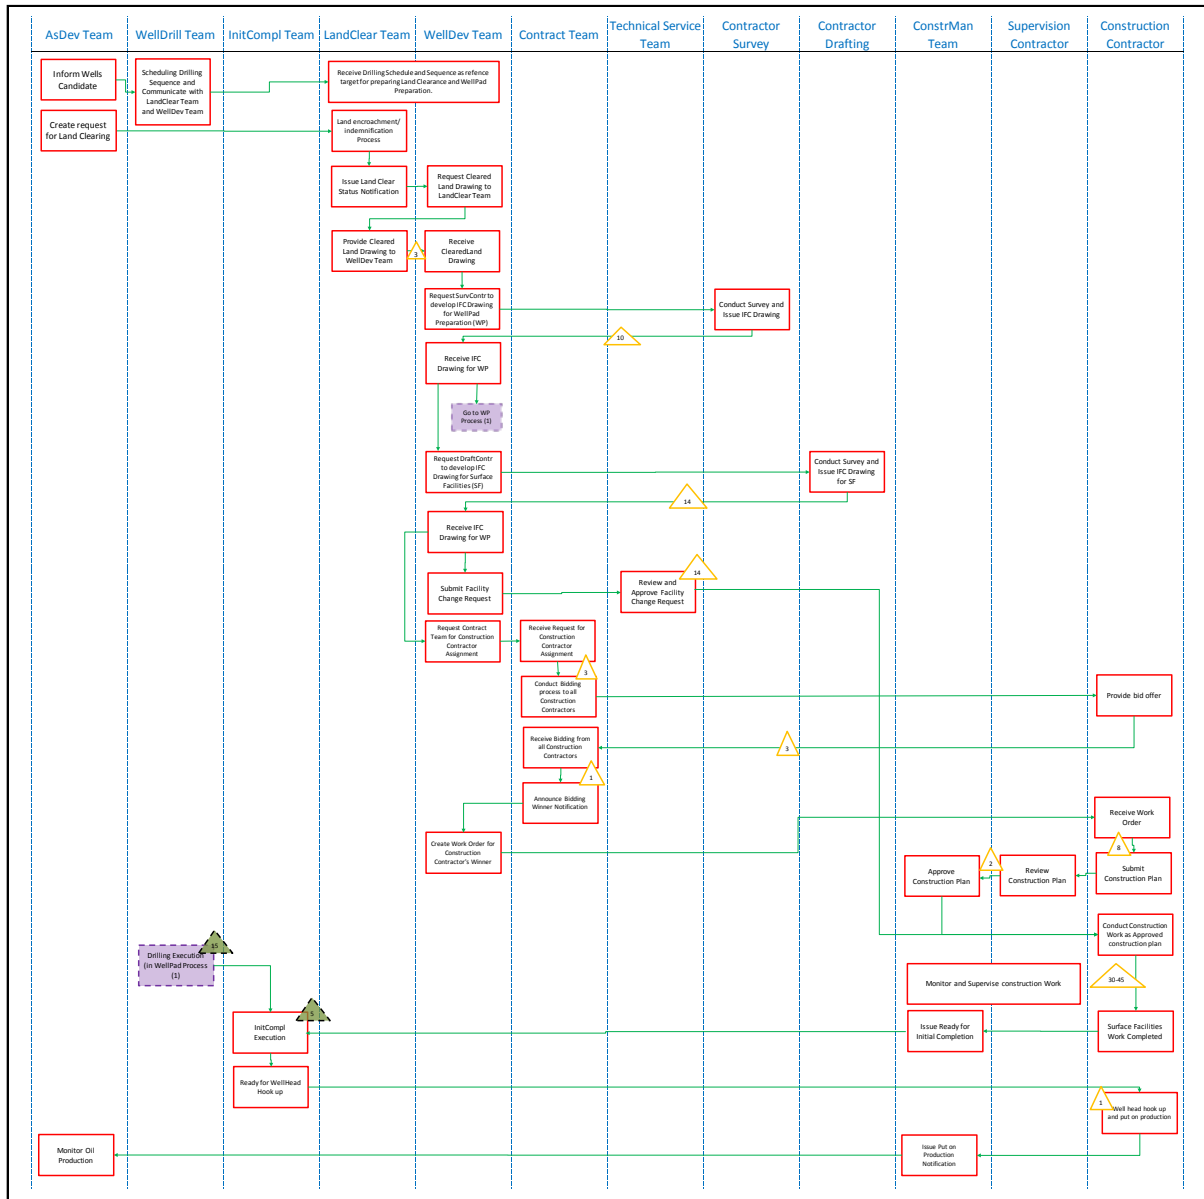 AsDev Team
WellDrill Team
InitCompl Team
LandClear Team
WellDev Team
Contract Team
Technical Service
Team
Contractor
Survey
Contractor
Drafting
ConstrMan
Team
Supervision
Contractor
Construction
Contractor
Inform Wells
Candidate
Scheduling Drilling
Sequence and
Communicate with
LandClear Team
and WellDev Team
Receive Drilling Schedule and Sequence as refence
target for preparing Land Clearance and WellPad
Preparation.
Create request
for Land Clearing
Land encroachment/
indemnification
Process
Issue Land Clear
Status Notification
Request Cleared
Land Drawing to
LandClear Team
Provide Cleared
Land Drawing to
WellDev Team
3
Receive
ClearedLand
Drawing
Request SurvContr to
develop IFC Drawing
for WellPad
Preparation (WP)
Conduct Survey and
Issue IFC Drawing
10
Receive IFC
Drawing for WP
Go to WP
Process (1)
Request DraftContr
to develop IFC
Drawing for Surface
Facilities (SF)
Conduct Survey and
Issue IFC Drawing
for SF
14
Receive IFC
Drawing for WP
Submit Facility
Change Request
Review and
Approve Facility
Change Request
14
Request Contract
Team for Construction
Contractor
Assignment
Receive Request for
Construction
Contractor
Assignment
3
Conduct Bidding
process to all
Construction
Contractors
Provide bid offer
Receive Bidding from
all Construction
Contractors
3
1
Announce Bidding
Winner Notification
Create Work Order for
Construction
Contractor's Winner
Receive Work
Order
8
Submit
Construction Plan
Review
Construction Plan
2
Approve
Construction Plan
Conduct Construction
Work as Approved
construction plan
15
Drilling Execution
(in WellPad Process
(1)
Monitor and Supervise construction Work
30-45
5
InitCompl
Execution
Issue Ready for
Initial Completion
Surface Facilities
Work Completed
Ready for WellHead
Hook up
1
Well head hook up
and put on production
Monitor Oil
Production
Issue Put on
Production
Notification